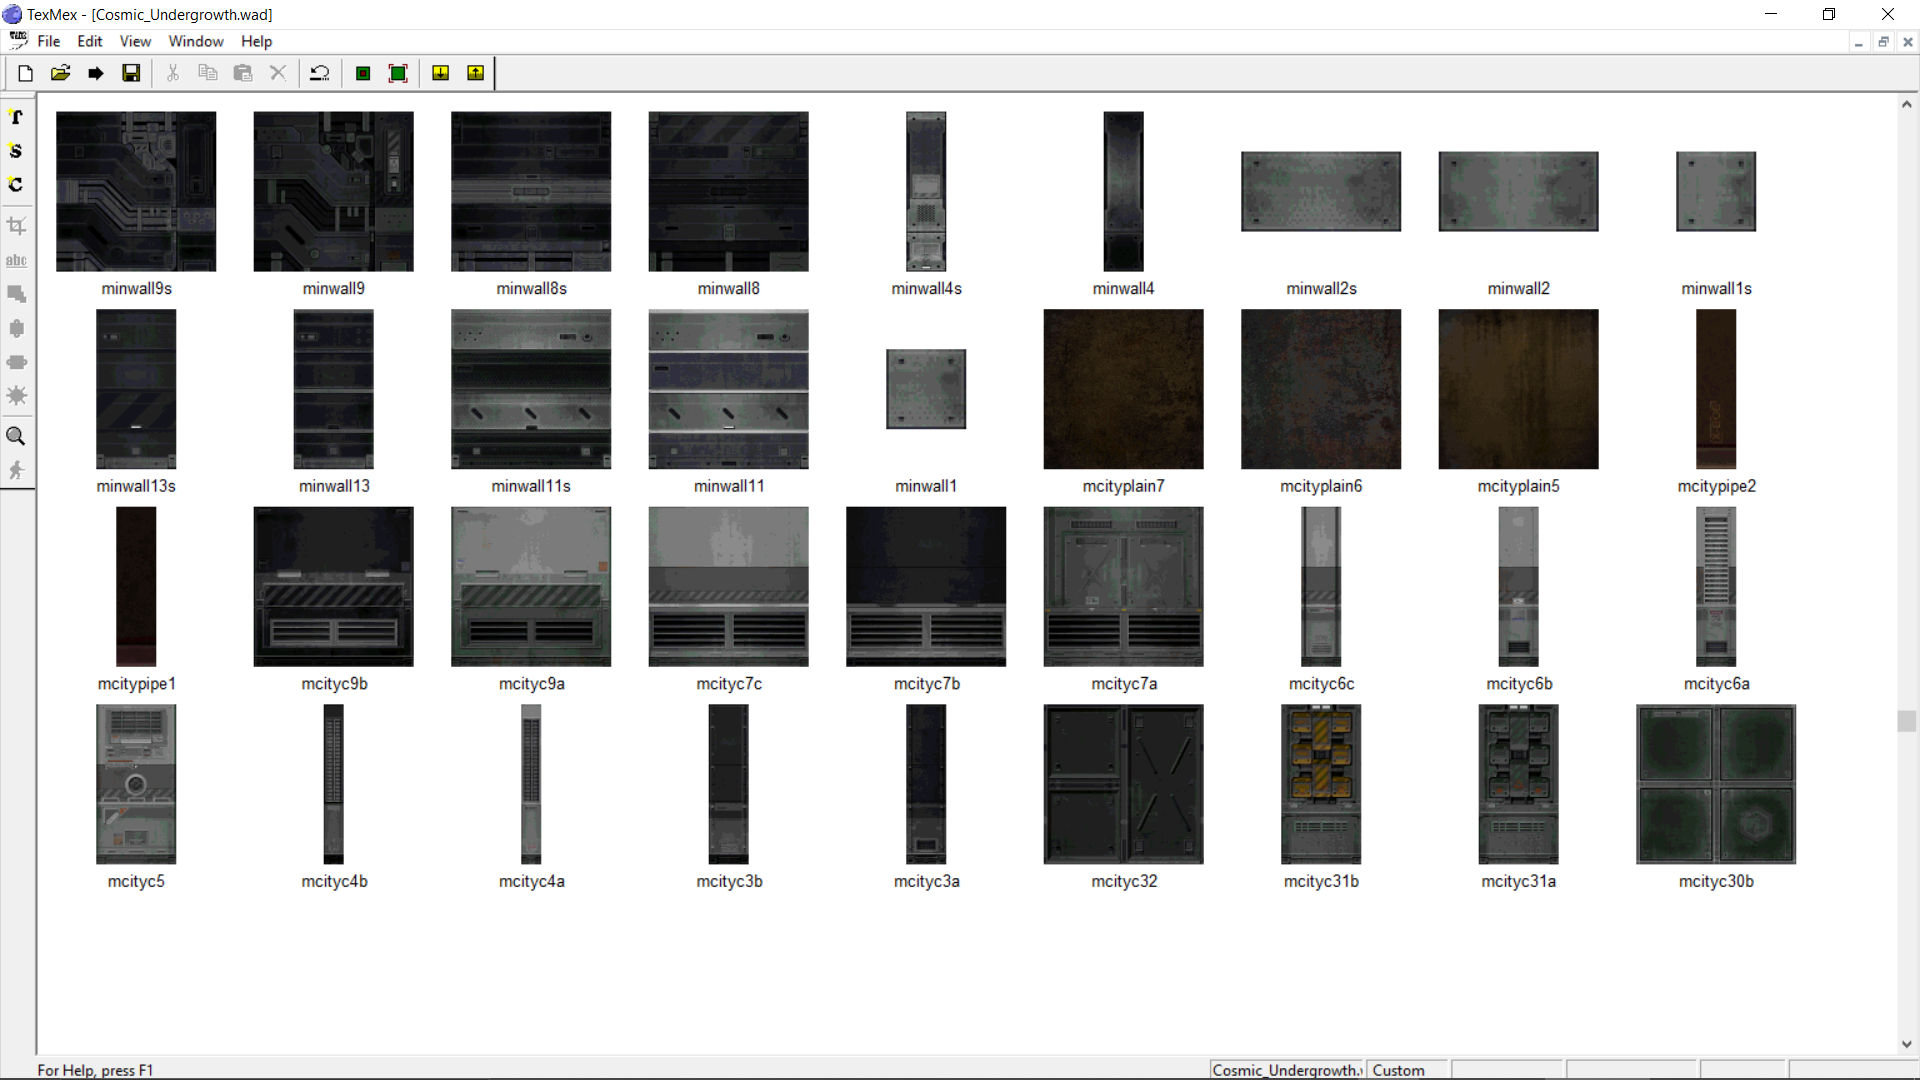 TexMex - [Cosmic_Undergrowth.wad]
File Edit View Window Help
T
S
C
abc
minwall9s minwall9 minwall8s minwall8 minwall4s minwall4 minwall2s minwall2 minwall1s
minwall13s minwall13 minwall11s minwall11 minwall1 mcityplain7 mcityplain6 mcityplain5 mcitypipe2
mcitypipe1 mcityc9b mcityc9a mcityc7c mcityc7b mcityc7a mcityc6c mcityc6b mcityc6a
mcityc5 mcityc4b mcityc4a mcityc3b mcityc3a mcityc32 mcityc31b mcityc31a mcityc30b
For Help, press F1 Cosmic_Undergrowth. Custom